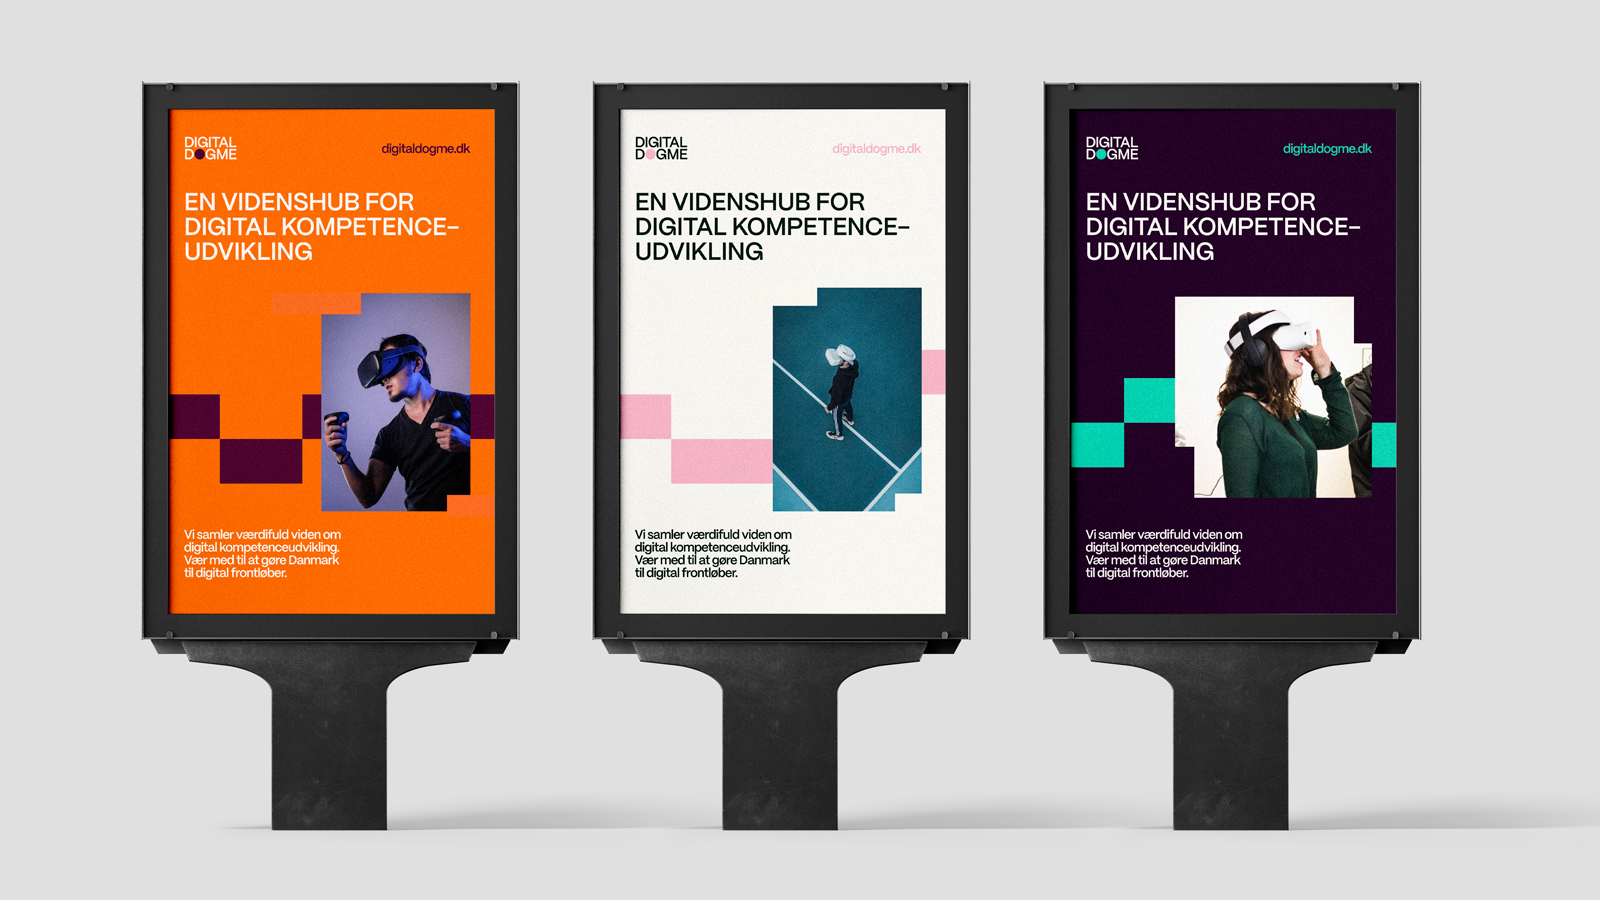 DIGITAL
DOGME
digitaldogme.dk
EN VIDENSHUB FOR
DIGITAL KOMPETENCE–
UDVIKLING
Vi samler værdifuld viden om
digital kompetenceudvikling.
Vær med til at gøre Danmark
til digital frontløber.
DIGITAL
DOGME
digitaldogme.dk
EN VIDENSHUB FOR
DIGITAL KOMPETENCE–
UDVIKLING
Vi samler værdifuld viden om
digital kompetenceudvikling.
Vær med til at gøre Danmark
til digital frontløber.
DIGITAL
DOGME
digitaldogme.dk
EN VIDENSHUB FOR
DIGITAL KOMPETENCE–
UDVIKLING
Vi samler værdifuld viden om
digital kompetenceudvikling.
Vær med til at gøre Danmark
til digital frontløber.